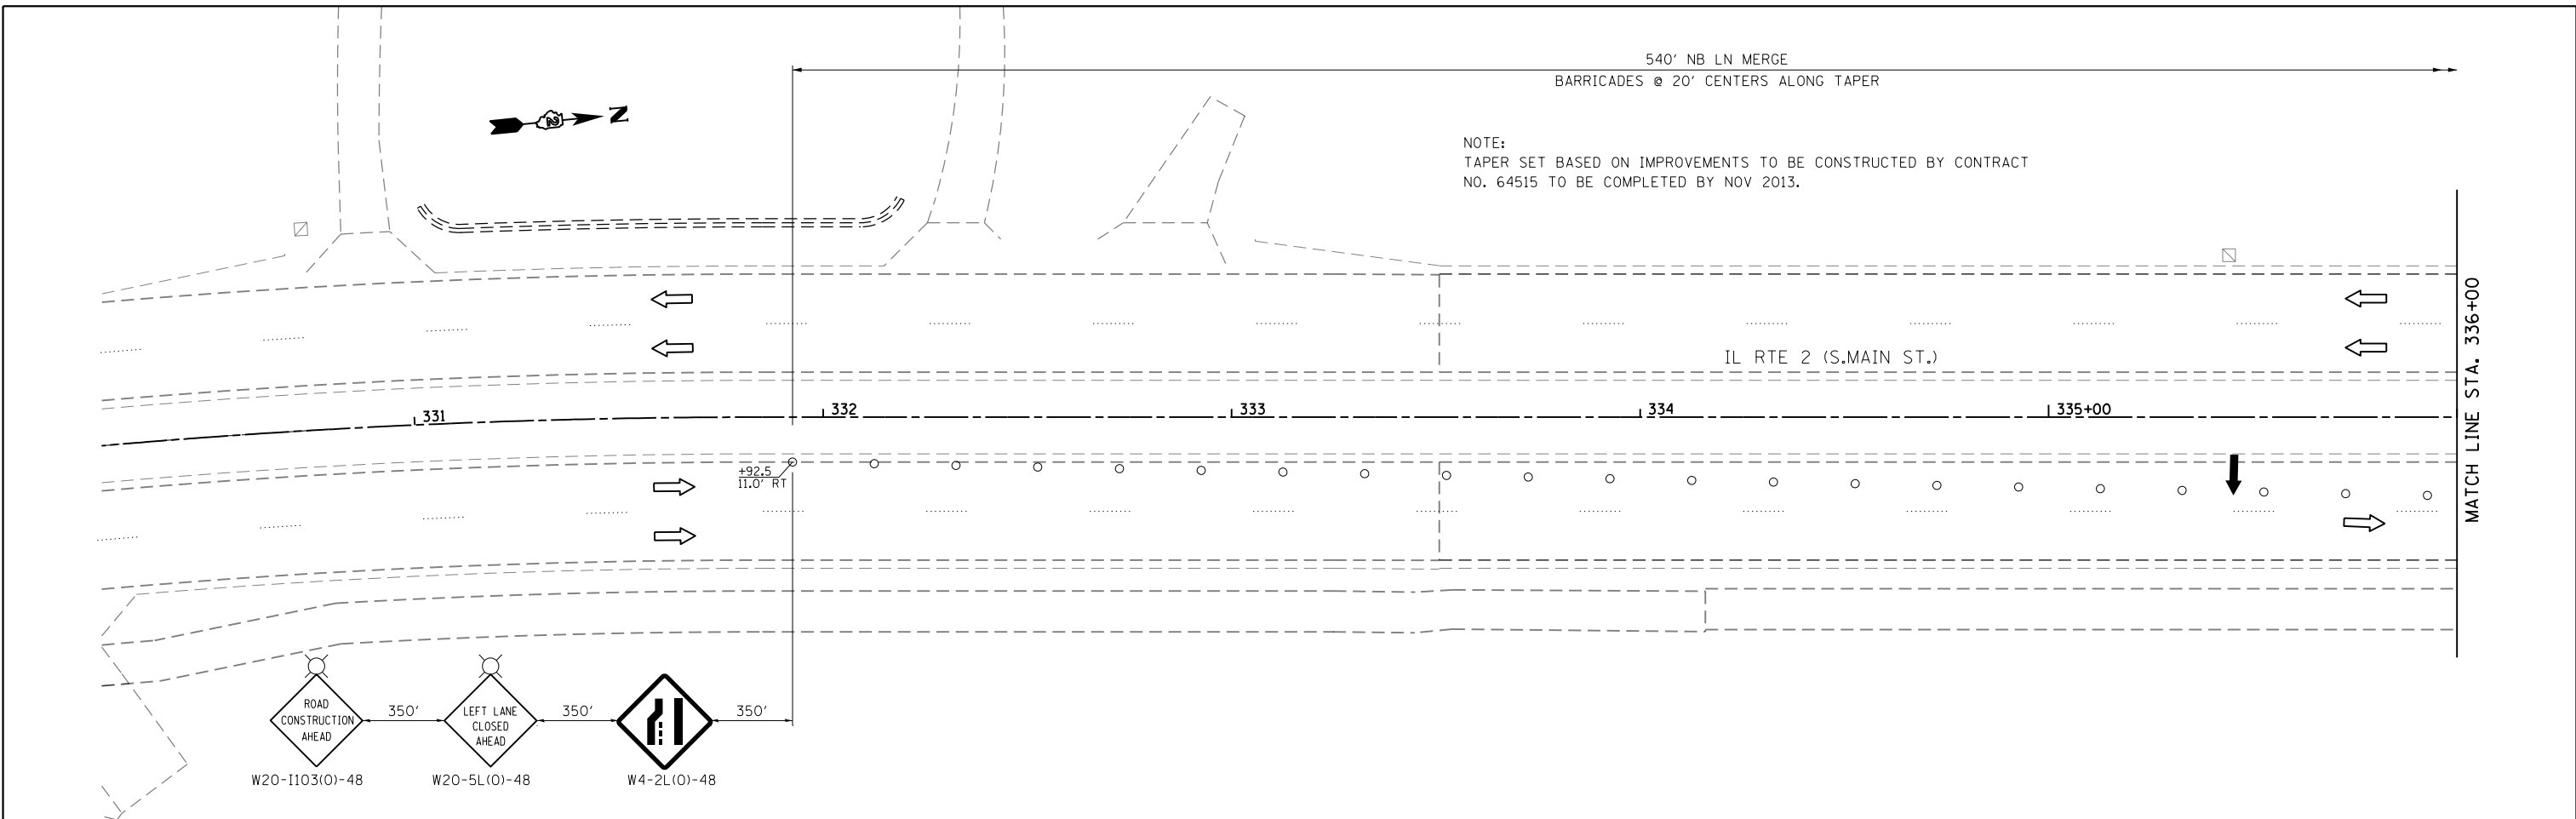 540' NB LN MERGE
BARRICADES @ 20' CENTERS ALONG TAPER
N
2
NOTE:
TAPER SET BASED ON IMPROVEMENTS TO BE CONSTRUCTED BY CONTRACT
NO. 64515 TO BE COMPLETED BY NOV 2013.
IL RTE 2 (S.MAIN ST.)
MATCH LINE STA. 336+00
331
332
333
334
335+00
+92.5
11.0' RT
ROAD
CONSTRUCTION
AHEAD
350'
LEFT LANE
CLOSED
AHEAD
350'
350'
W20-I103(O)-48
W20-5L(O)-48
W4-2L(O)-48